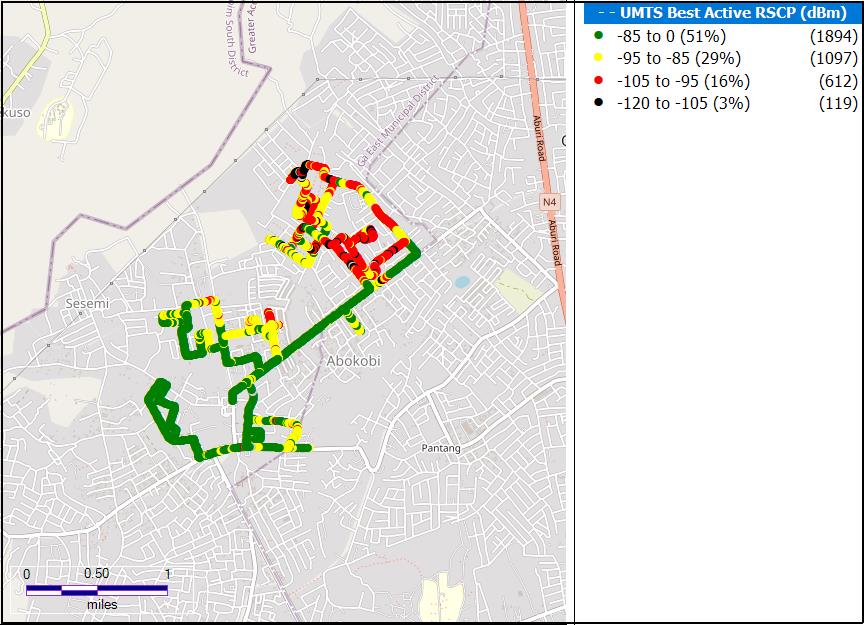 - - UMTS Best Active RSCP (dBm)
-85 to 0 (51%) (1894)
-95 to -85 (29%) (1097)
-105 to -95 (16%) (612)
-120 to -105 (3%) (119)
South District
Greater Ac
kuso
Ga East Municipal District
Aburi Road
N4
Aburi Road
Sesemi
Abokobi
Pantang
0 0.50 1
miles